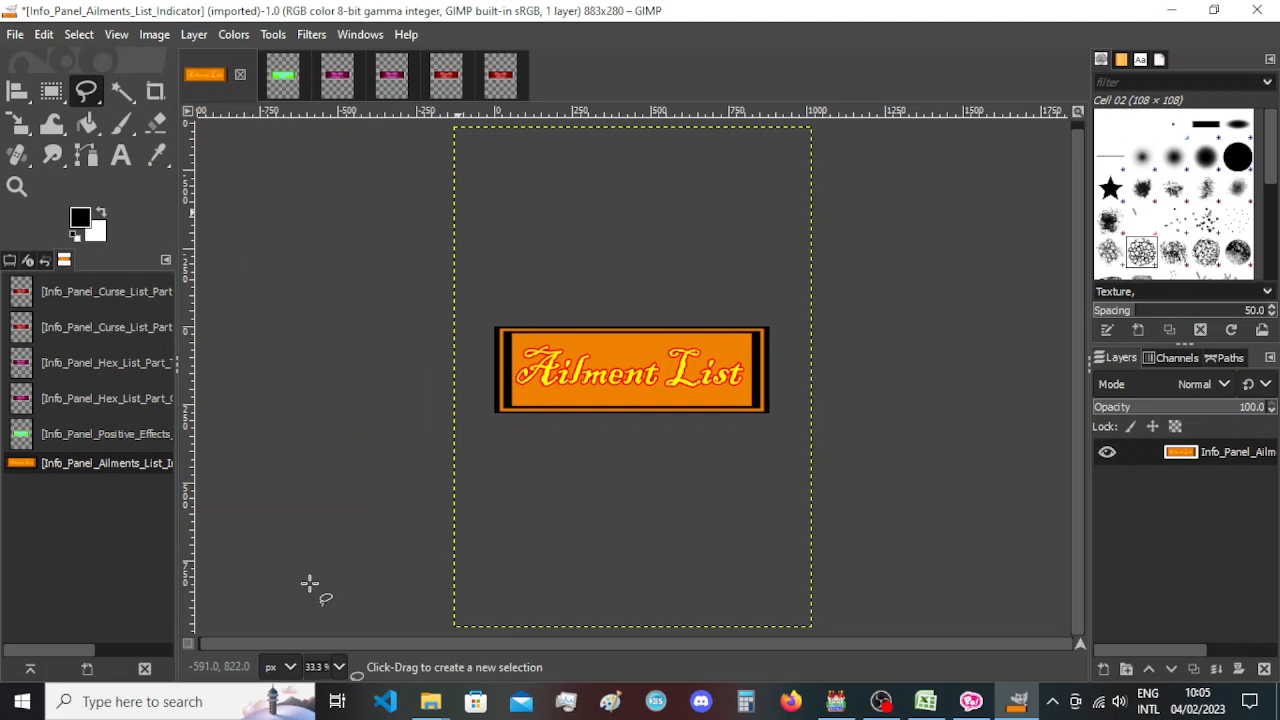 *[Info_Panel_Ailments_List_Indicator] (imported)-1.0 (RGB color 8-bit gamma integer, GIMP built-in sRGB, 1 layer) 883x280 – GIMP
File Edit Select View Image Layer Colors Tools Filters Windows Help
filter
Cell 02 (108 × 108)
Ailment List
[Info_Panel_Curse_List_Part
[Info_Panel_Curse_List_Part
[Info_Panel_Hex_List_Part_
[Info_Panel_Hex_List_Part_
[Info_Panel_Positive_Effects_
[Info_Panel_Ailments_List_I
Texture,
Spacing 50.0
Layers Channels Paths
Mode Normal
Opacity 100.0
Lock:
Info_Panel_Ailm
-591.0, 822.0 px 33.3 % Click-Drag to create a new selection
Type here to search
ENG
INTL
10:05
04/02/2023